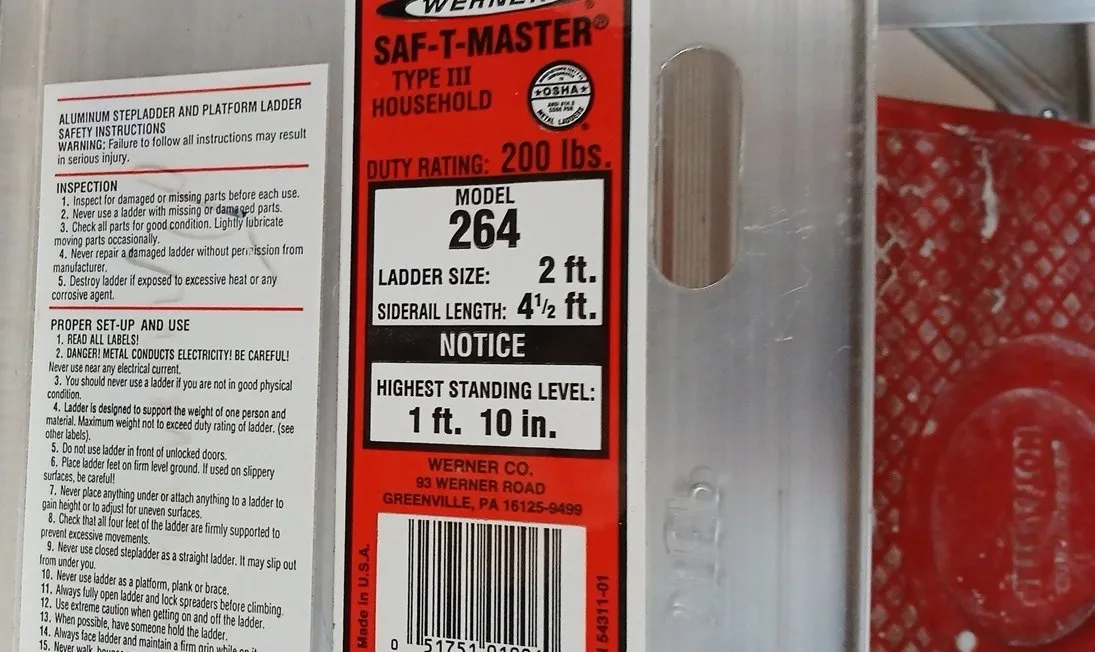 ALUMINUM STEPLADDER AND PLATFORM LADDER
SAFETY INSTRUCTIONS
WARNING: Failure to follow all instructions may result
in serious injury.
INSPECTION
1. Inspect for damaged or missing parts before each use.
2. Never use a ladder with missing or damaged parts.
3. Check all parts for good condition. Lightly lubricate
moving parts occasionally.
4. Never repair a damaged ladder without permission from
manufacturer.
5. Destroy ladder if exposed to excessive heat or any
corrosive agent.
PROPER SET-UP AND USE
1. READ ALL LABELS!
2. DANGER! METAL CONDUCTS ELECTRICITY! BE CAREFUL!
Never use near any electrical current.
3. You should never use a ladder if you are not in good physical
condition.
4. Ladder is designed to support the weight of one person and
material. Maximum weight not to exceed duty rating of ladder. (see
other labels).
5. Do not use ladder in front of unlocked doors.
6. Place ladder feet on firm level ground. If used on slippery
surfaces, be careful!
7. Never place anything under or attach anything to a ladder to
gain height or to adjust for uneven surfaces.
8. Check that all four feet of the ladder are firmly supported to
prevent excessive movements.
9. Never use closed stepladder as a straight ladder. It may slip out
from under you.
10. Never use ladder as a platform, plank or brace.
11. Always fully open ladder and lock spreaders before climbing.
12. Use extreme caution when getting on and off the ladder.
13. When possible, have someone hold the ladder.
14. Always face ladder and maintain a firm grip while on it
15. Never walk,
WERNER
SAF-T-MASTER®
TYPE III
HOUSEHOLD
★OSHA★
METAL LADDERS
DUTY RATING: 200 lbs.
MODEL
264
LADDER SIZE: 2 ft.
SIDERAIL LENGTH: 4 1/2 ft.
NOTICE
HIGHEST STANDING LEVEL:
1 ft. 10 in.
WERNER CO.
93 WERNER ROAD
GREENVILLE, PA 16125-9499
Made in U.S.A.
0 51751
54311-01